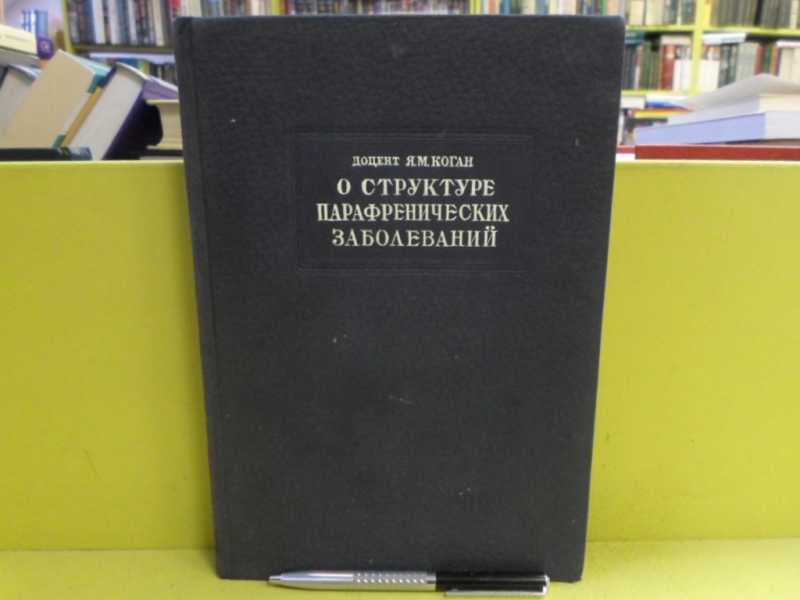 ДОЦЕНТ Я.М.КОГАН
О СТРУКТУРЕ
ПАРАФРЕНИЧЕСКИХ
ЗАБОЛЕВАНИЙ